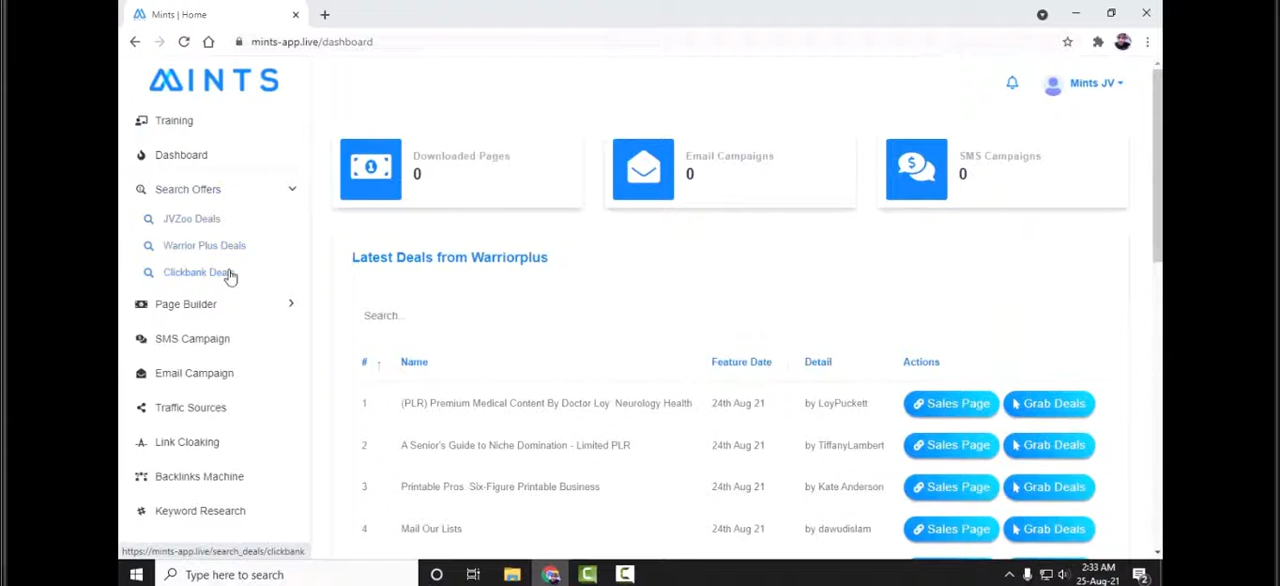 Mints | Home
mints-app.live/dashboard
MINTS
Mints JV
Training
Dashboard
Search Offers
JVZoo Deals
Warrior Plus Deals
Clickbank Deals
Page Builder
SMS Campaign
Email Campaign
Traffic Sources
Link Cloaking
Backlinks Machine
Keyword Research
Downloaded Pages
0
Email Campaigns
0
SMS Campaigns
0
Latest Deals from Warriorplus
Search..
# Name Feature Date Detail Actions
1 (PLR) Premium Medical Content By Doctor Loy Neurology Health 24th Aug 21 by LoyPuckett Sales Page Grab Deals
2 A Senior's Guide to Niche Domination - Limited PLR 24th Aug 21 by TiffanyLambert Sales Page Grab Deals
3 Printable Pros Six-Figure Printable Business 24th Aug 21 by Kate Anderson Sales Page Grab Deals
4 Mail Our Lists 24th Aug 21 by dawudislam Sales Page Grab Deals
https://mints-app.live/search_deals/clickbank
Type here to search
2:33 AM
25-Aug-21
2